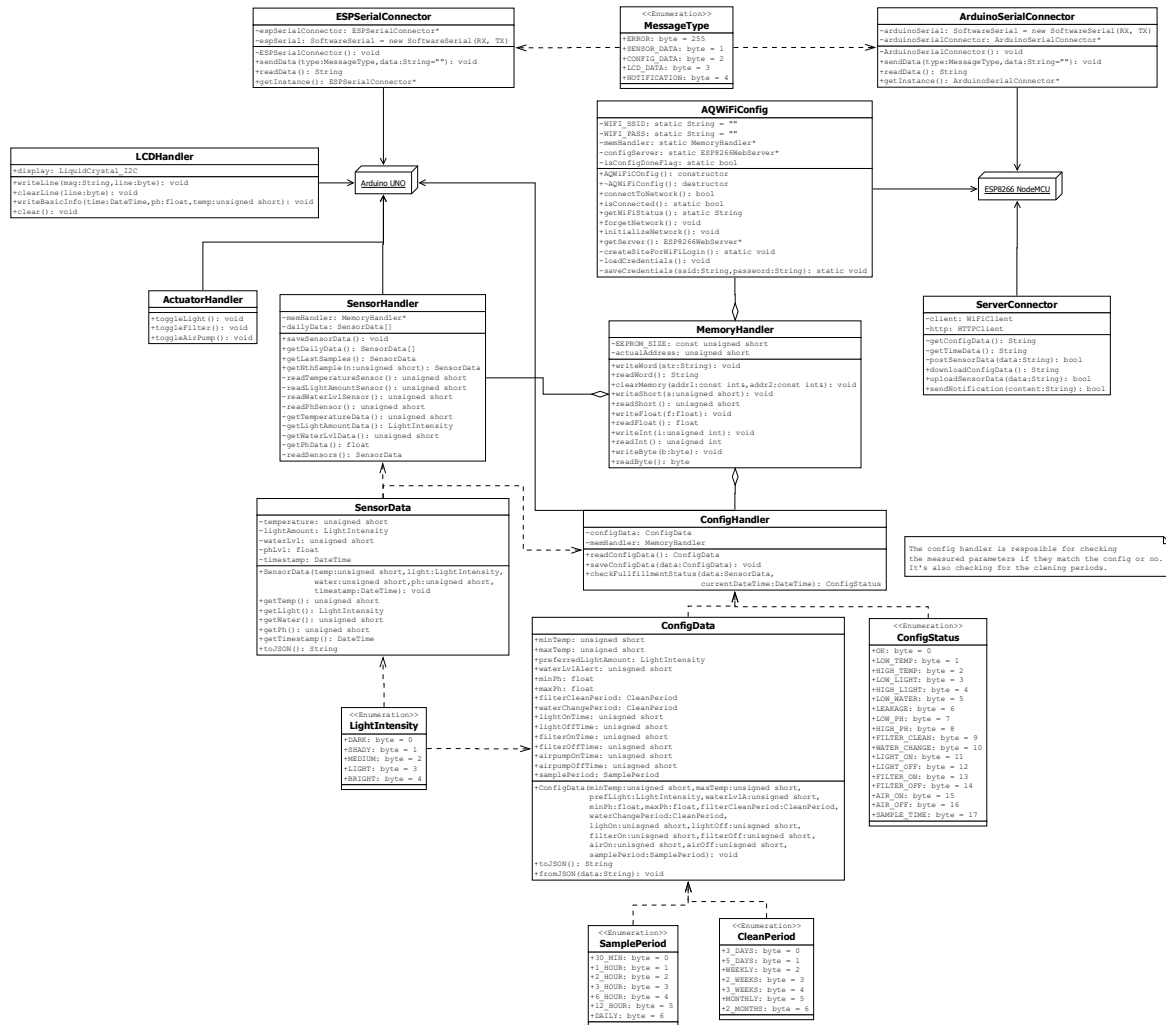 ESPSerialConnector
-espSerialConnector: ESPSerialConnector*
-espSerial: SoftwareSerial = new SoftwareSerial(RX, TX)
-ESPSerialConnector(): void
+sendData(type:MessageType,data:String=""): void
+readData(): String
+getInstance(): ESPSerialConnector*
<<Enumeration>>
MessageType
+ERROR: byte = 255
+SENSOR_DATA: byte = 1
+CONFIG_DATA: byte = 2
+LCD_DATA: byte = 3
+NOTIFICATION: byte = 4
ArduinoSerialConnector
-arduinoSerial: SoftwareSerial = new SoftwareSerial(RX, TX)
-arduinoSerialConnector: ArduinoSerialConnector*
-ArduinoSerialConnector(): void
+sendData(type:MessageType,data:String=""): void
+readData(): String
+getInstance(): ArduinoSerialConnector*
AQWiFiConfig
-WIFI_SSID: static String = ""
-WIFI_PASS: static String = ""
-memHandler: static MemoryHandler*
-configServer: static ESP8266WebServer*
-isConfigDoneFlag: static bool
+AQWiFiConfig(): constructor
+~AQWiFiConfig(): destructor
+connectToNetwork(): bool
+isConnected(): static bool
+getWiFiStatus(): static String
+forgetNetwork(): void
+initializeNetwork(): void
+getServer(): ESP8266WebServer*
-createSiteForWiFiLogin(): static void
-loadCredentials(): void
-saveCredentials(ssid:String,password:String): static void
LCDHandler
+display: LiquidCrystal_I2C
+writeLine(msg:String,line:byte): void
+clearLine(line:byte): void
+writeBasicInfo(time:DateTime,ph:float,temp:unsigned short): void
+clear(): void
Arduino UNO
ESP8266 NodeMCU
ActuatorHandler
+toggleLight(): void
+toggleFilter(): void
+toggleAirPump(): void
SensorHandler
-memHandler: MemoryHandler*
-dailyData: SensorData[]
+saveSensorData(): void
+getDailyData(): SensorData[]
+getLastSamples(): SensorData
+getNthSample(n:unisgned short): SensorData
-readTemperatureSensor(): unsigned short
-readLightAmountSensor(): unsigned short
-readWaterLvlSensor(): unsigned short
-readPhSensor(): unsigned short
-getTemperatureData(): unsigned short
-getLightAmountData(): LightIntensity
-getWaterLvlData(): unsigned short
-getPhData(): float
-readSensors(): SensorData
MemoryHandler
-EEPROM_SIZE: const unsigned short
-actualAddress: unsigned short
+writeWord(str:String): void
+readWord(): String
+clearMemory(addr1:const int&,addr2:const int&): void
+writeShort(s:unsigned short): void
+readShort(): unisgned short
+writeFloat(f:float): void
+readFloat(): float
+writeInt(i:unsigned int): void
+readInt(): unsigned int
+writeByte(b:byte): void
+readByte(): byte
ServerConnector
-client: WiFiClient
-http: HTTPClient
-getConfigData(): String
-getTimeData(): String
-postSensorData(data:String): bool
+downloadConfigData(): String
+uploadSensorData(data:String): bool
+sendNotification(content:String): bool
SensorData
-temperature: unsigned short
-lightAmount: LightIntensity
-waterLvl: unsigned short
-phLvl: float
-timestamp: DateTime
+SensorData(temp:unsigned short,light:LightIntensity,
water:unsigned short,ph:unsigned short,
timestamp:DateTime): void
+getTemp(): unsigned short
+getLight(): LightIntensity
+getWater(): unsigned short
+getPh(): unsigned short
+getTimestamp(): DateTime
+toJSON(): String
ConfigHandler
-configData: ConfigData
-memHandler: MemoryHandler
+readConfigData(): ConfigData
+saveConfigData(data:ConfigData): void
+checkFullfillmentStatus(data:SensorData,
currentDateTime:DateTime): ConfigStatus
The config handler is resposible for checking
the measured parameters if they match the config or no.
It's also checking for the clening periods.
ConfigData
+minTemp: unsigned short
+maxTemp: unsigned short
+preferredLightAmount: LightIntensity
+waterLvlAlert: unisgned short
+minPh: float
+maxPh: float
+filterCleanPeriod: CleanPeriod
+waterChangePeriod: CleanPeriod
+lightOnTime: unsigned short
+lightOffTime: unsigned short
+filterOnTime: unsigned short
+filterOffTime: unsigned short
+airpumpOnTime: unsigned short
+airpumpOffTime: unsigned short
+samplePeriod: SamplePeriod
+ConfigData(minTemp:unsigned short,maxTemp:unsigned short,
prefLight:LightIntensity,waterLvlA:unsigned short,
minPh:float,maxPh:float,filterCleanPeriod:CleanPeriod,
waterChangePeriod:CleanPeriod,
lighOn:unisgned short,lightOff:unisgned short,
filterOn:unisgned short,filterOff:unisgned short,
airOn:unisgned short,airOff:unisgned short,
samplePeriod:SamplePeriod): void
+toJSON(): String
+fromJSON(data:String): void
<<Enumeration>>
ConfigStatus
+OK: byte = 0
+LOW_TEMP: byte = 1
+HIGH_TEMP: byte = 2
+LOW_LIGHT: byte = 3
+HIGH_LIGHT: byte = 4
+LOW_WATER: byte = 5
+LEAKAGE: byte = 6
+LOW_PH: byte = 7
+HIGH_PH: byte = 8
+FILTER_CLEAN: byte = 9
+WATER_CHANGE: byte = 10
+LIGHT_ON: byte = 11
+LIGHT_OFF: byte = 12
+FILTER_ON: byte = 13
+FILTER_OFF: byte = 14
+AIR_ON: byte = 15
+AIR_OFF: byte = 16
+SAMPLE_TIME: byte = 17
<<Enumeration>>
LightIntensity
+DARK: byte = 0
+SHADY: byte = 1
+MEDIUM: byte = 2
+LIGHT: byte = 3
+BRIGHT: byte = 4
<<Enumeration>>
SamplePeriod
+30_MIN: byte = 0
+1_HOUR: byte = 1
+2_HOUR: byte = 2
+3_HOUR: byte = 3
+6_HOUR: byte = 4
+12_HOUR: byte = 5
+DAILY: byte = 6
<<Enumeration>>
CleanPeriod
+3_DAYS: byte = 0
+5_DAYS: byte = 1
+WEEKLY: byte = 2
+2_WEEKS: byte = 3
+3_WEEKS: byte = 4
+MONTHLY: byte = 5
+2_MONTHS: byte = 6